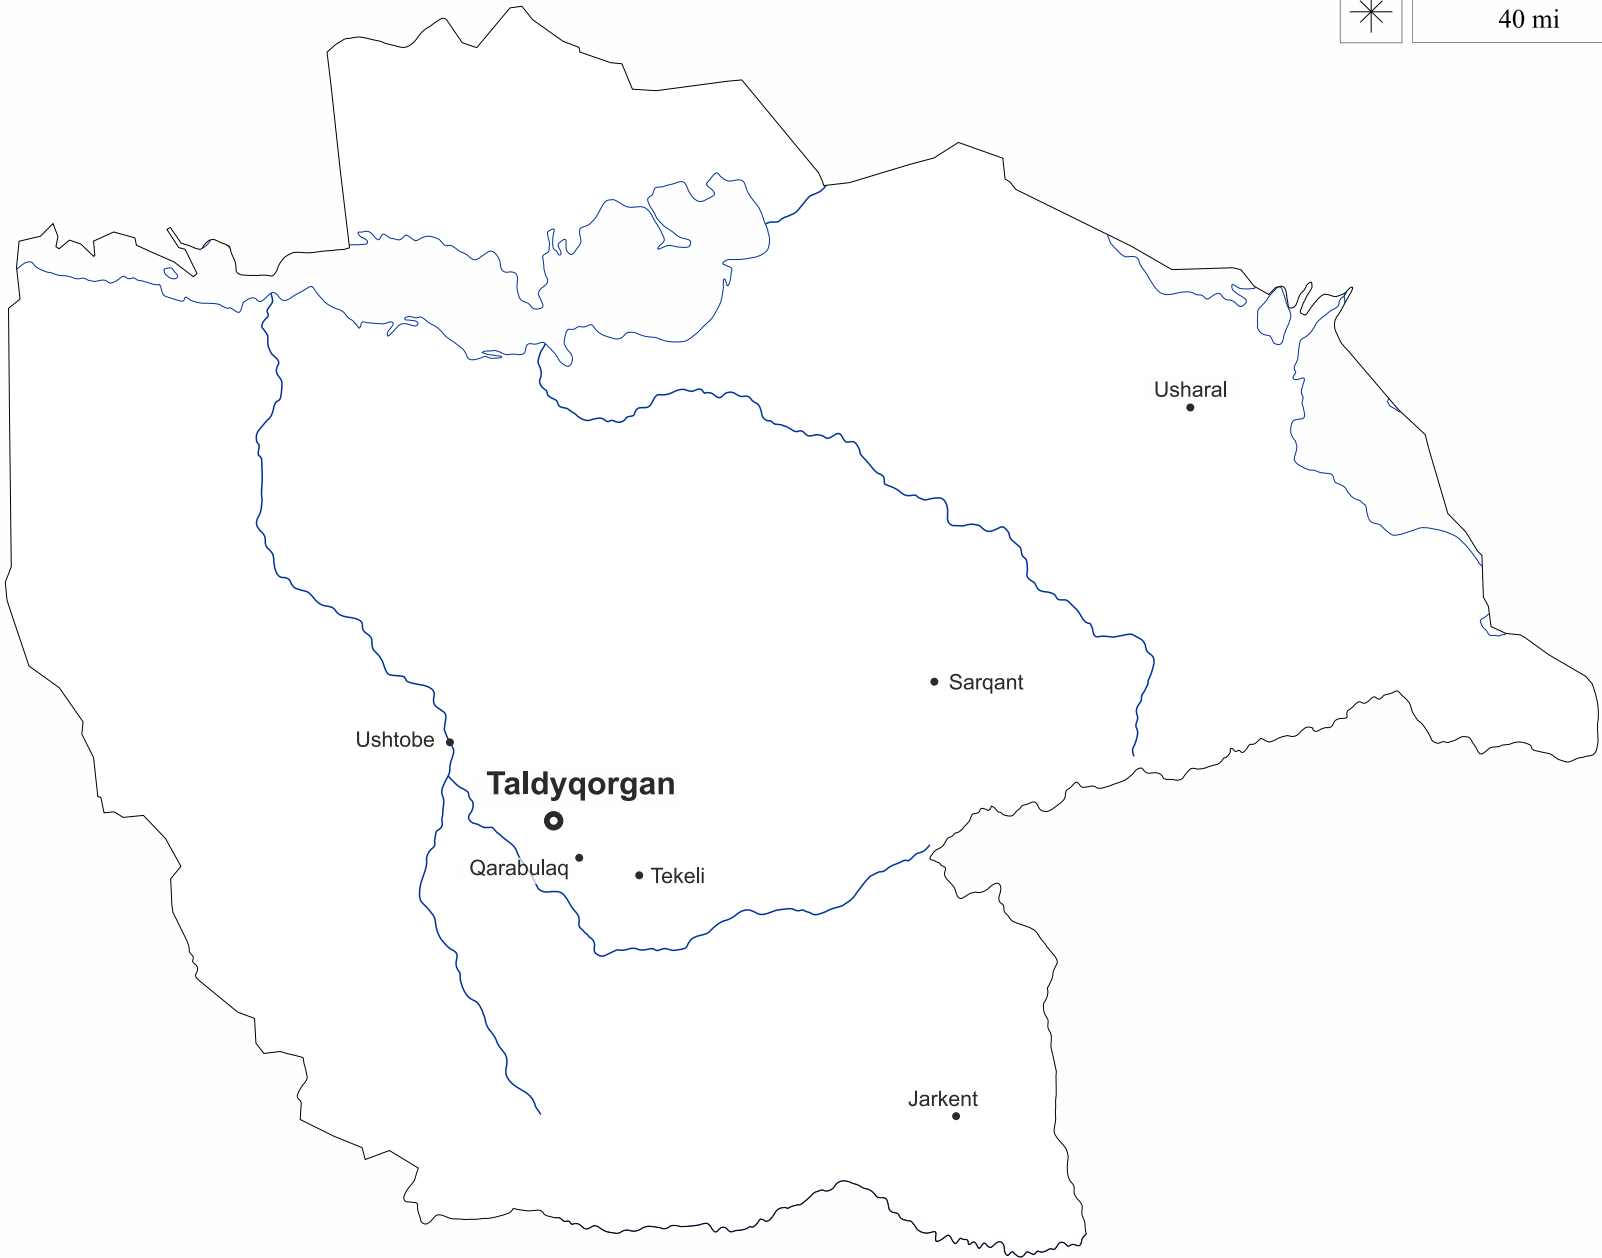 40 mi
Usharal
Sarqant
Ushtobe
Taldyqorgan
Qarabulaq
Tekeli
Jarkent